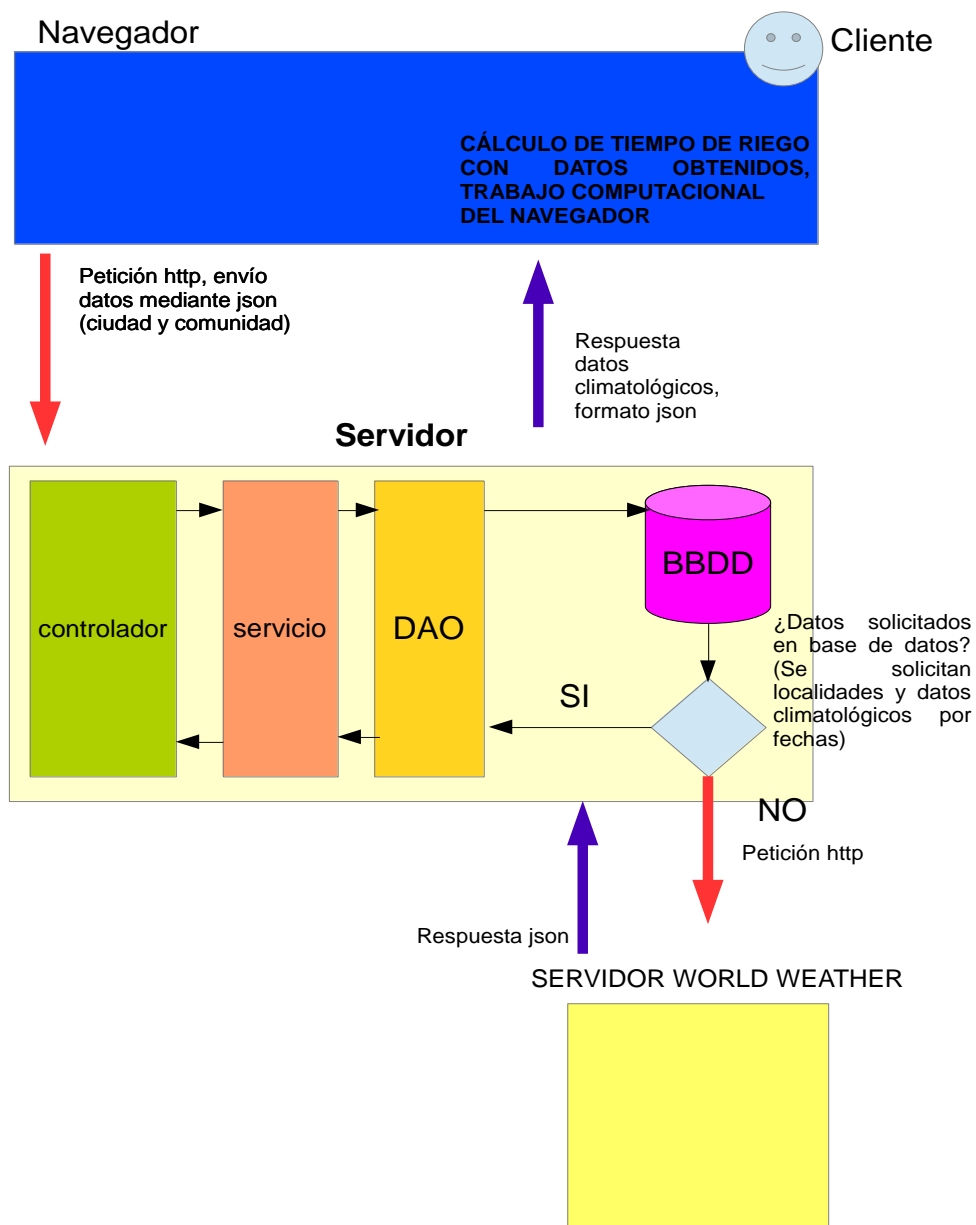 Navegador
Cliente
CÁLCULO DE TIEMPO DE RIEGO
CON DATOS OBTENIDOS,
TRABAJO COMPUTACIONAL
DEL NAVEGADOR
Petición http, envío
datos mediante json
(ciudad y comunidad)
Respuesta
datos
climatológicos,
formato json
Servidor
controlador
servicio
DAO
BBDD
¿Datos solicitados
en base de datos?
(Se solicitan
localidades y datos
climatológicos por
fechas)
SI
NO
Petición http
Respuesta json
SERVIDOR WORLD WEATHER